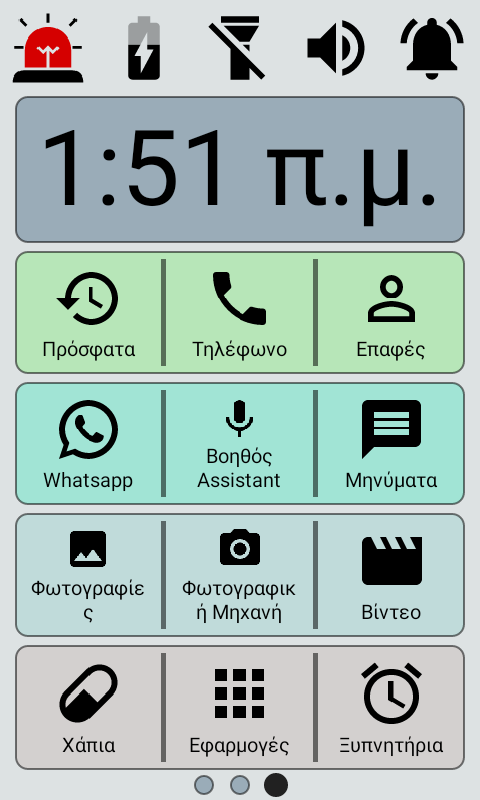 1:51 π.μ.
Πρόσφατα
Τηλέφωνο
Επαφές
Whatsapp
Βοηθός
Assistant
Μηνύματα
Φωτογραφίε
ς
Φωτογραφικ
ή Μηχανή
Βίντεο
Χάπια
Εφαρμογές
Ξυπνητήρια